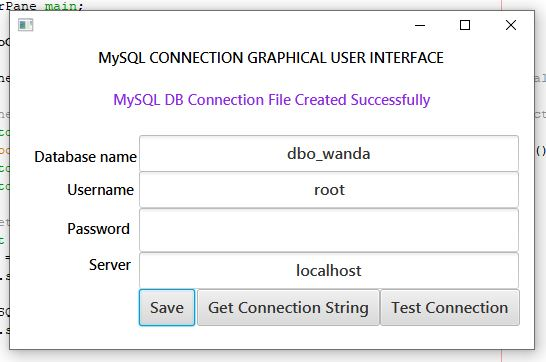 rPane main;
MySQL CONNECTION GRAPHICAL USER INTERFACE
MySQL DB Connection File Created Successfully
Database name
dbo_wanda
Username
root
Password
Server
localhost
Save Get Connection String Test Connection